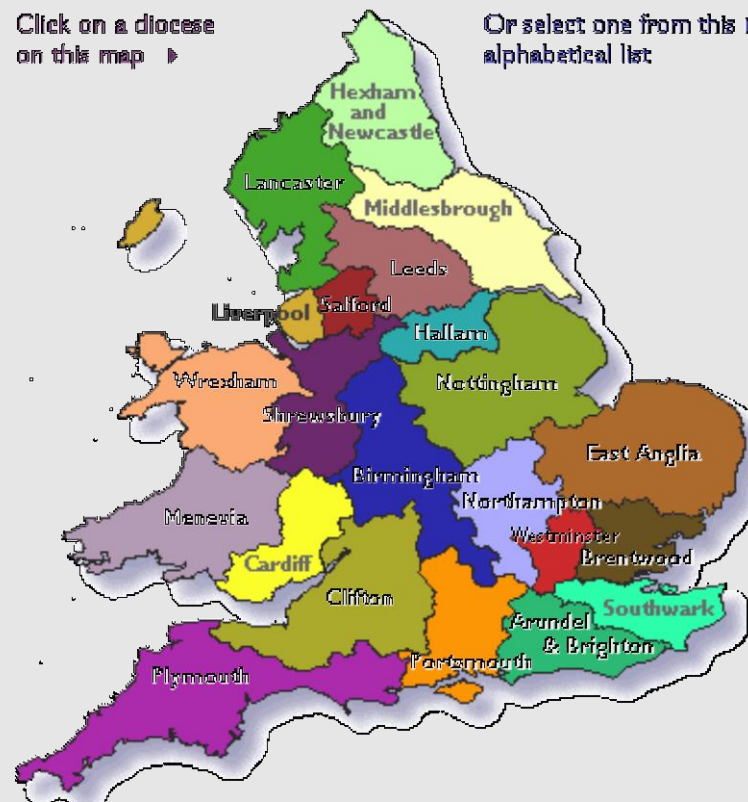 Click on a diocese
on this map
Or select one from this
alphabetical list
Hexham
and
Newcastle
Lancaster
Middlesbrough
Leeds
Liverpool
Salford
Hallam
Wrexham
Nottingham
Shrewsbury
East Anglia
Birmingham
Northampton
Menevia
Westminster
Brentwood
Cardiff
Clifton
Southwark
Arundel
& Brighton
Portsmouth
Plymouth